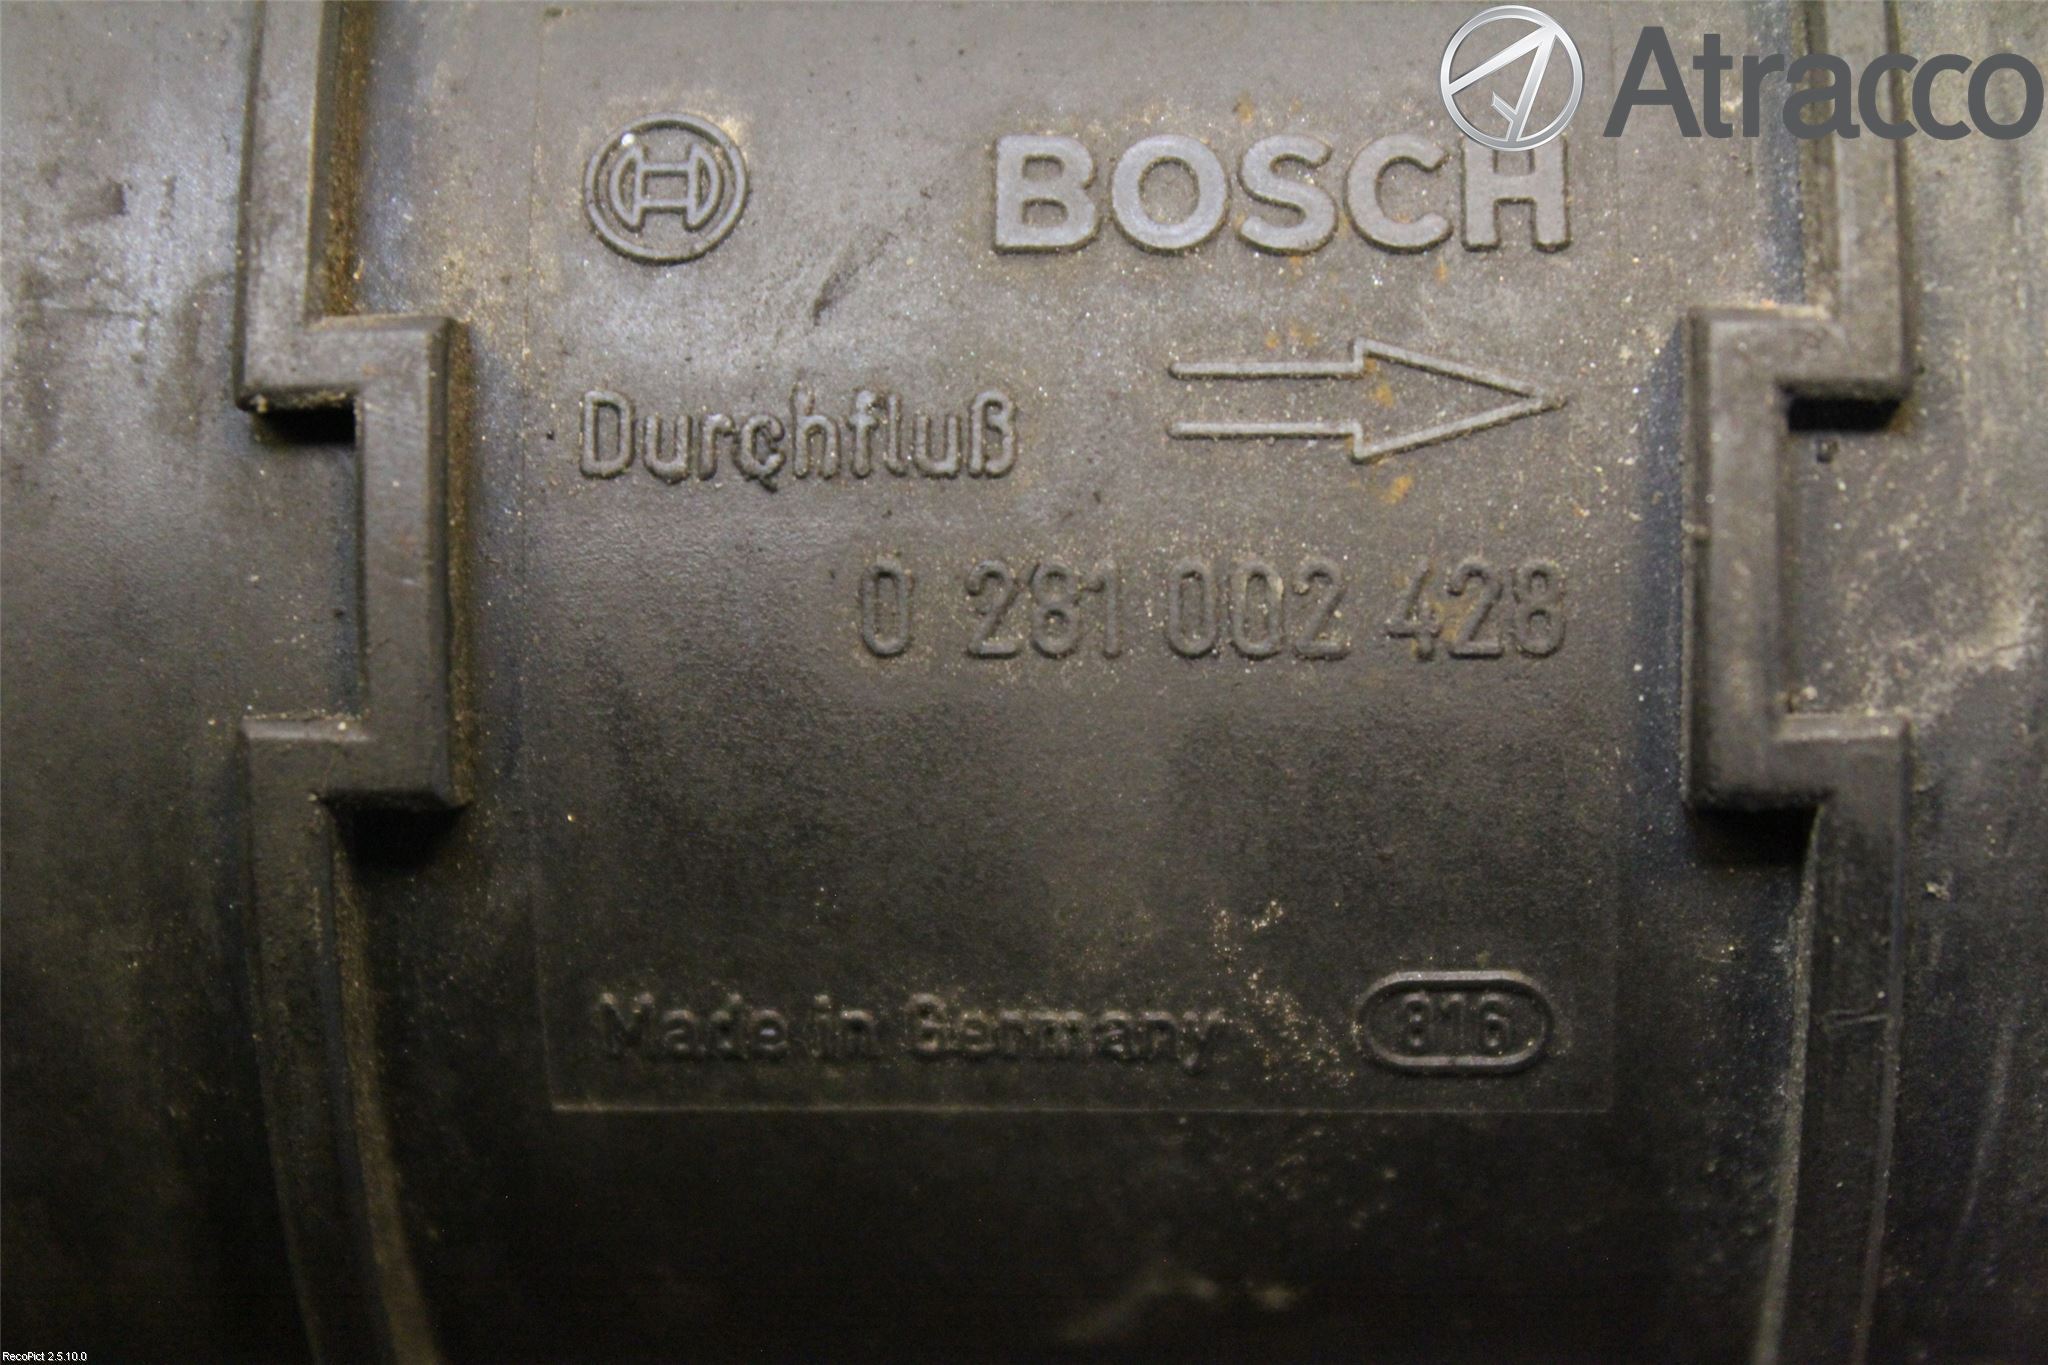 Atracco
BOSCH
Durchfluß
0 281 002 428
Made in Germany 816
RecoPict 2.5.10.0